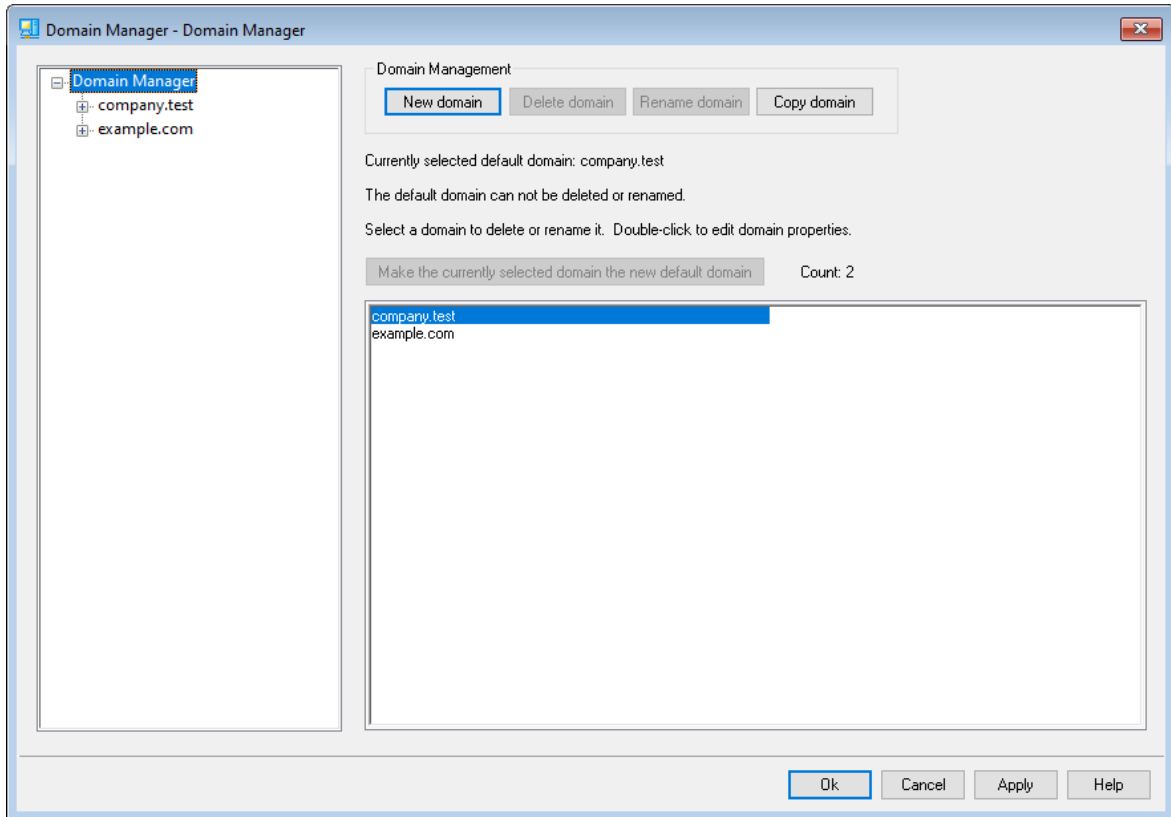 Domain Manager - Domain Manager
Domain Manager
company.test
example.com
Domain Management
New domain Delete domain Rename domain Copy domain
Currently selected default domain: company.test
The default domain can not be deleted or renamed.
Select a domain to delete or rename it. Double-click to edit domain properties.
Make the currently selected domain the new default domain Count: 2
company.test
example.com
Ok Cancel Apply Help